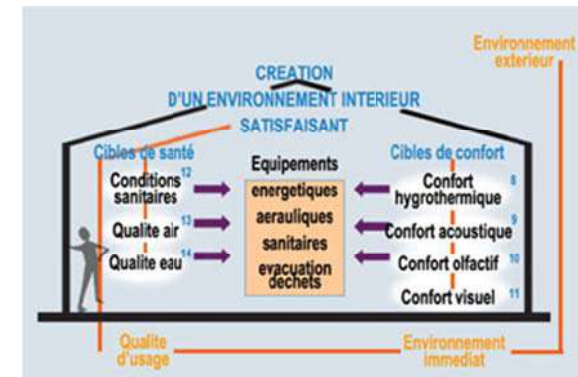 Environnement
exterieur
CREATION
D'UN ENVIRONNEMENT INTERIEUR
SATISFAISANT
Cibles de santé
12
Conditions
sanitaires
13
Qualite air
14
Qualite eau
Equipements
energetiques
aerauliques
sanitaires
evacuation
dechets
Cibles de confort
8
Confort
hygrothermique
9
Confort acoustique
10
Confort olfactif
11
Confort visuel
Qualite
d'usage
Environnement
immediat